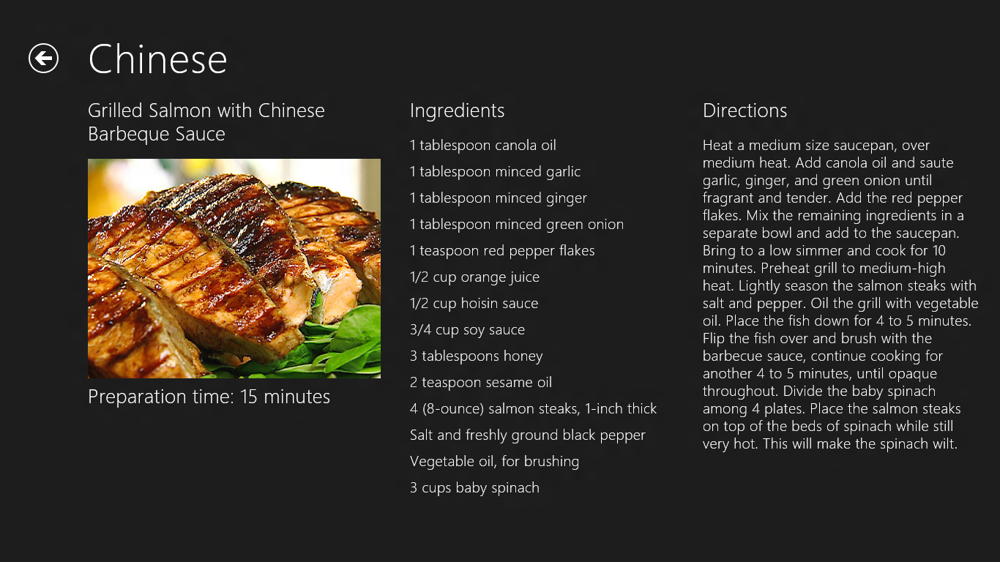 Chinese
Grilled Salmon with Chinese
Barbeque Sauce
Preparation time: 15 minutes
Ingredients
1 tablespoon canola oil
1 tablespoon minced garlic
1 tablespoon minced ginger
1 tablespoon minced green onion
1 teaspoon red pepper flakes
1/2 cup orange juice
1/2 cup hoisin sauce
3/4 cup soy sauce
3 tablespoons honey
2 teaspoon sesame oil
4 (8-ounce) salmon steaks, 1-inch thick
Salt and freshly ground black pepper
Vegetable oil, for brushing
3 cups baby spinach
Directions
Heat a medium size saucepan, over
medium heat. Add canola oil and saute
garlic, ginger, and green onion until
fragrant and tender. Add the red pepper
flakes. Mix the remaining ingredients in a
separate bowl and add to the saucepan.
Bring to a low simmer and cook for 10
minutes. Preheat grill to medium-high
heat. Lightly season the salmon steaks with
salt and pepper. Oil the grill with vegetable
oil. Place the fish down for 4 to 5 minutes.
Flip the fish over and brush with the
barbecue sauce, continue cooking for
another 4 to 5 minutes, until opaque
throughout. Divide the baby spinach
among 4 plates. Place the salmon steaks
on top of the beds of spinach while still
very hot. This will make the spinach wilt.